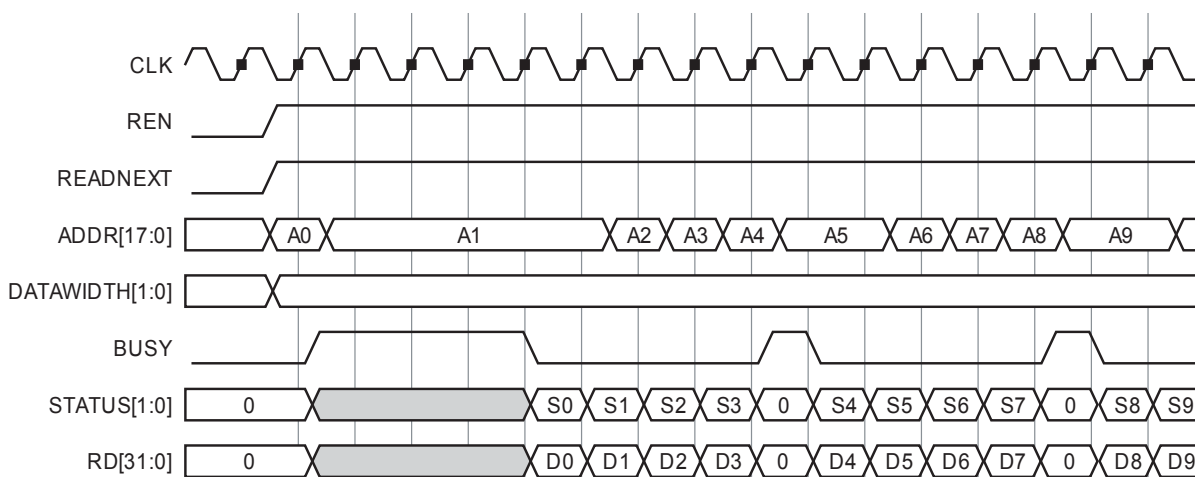 CLK
REN
READNEXT
ADDR[17:0] A0 A1 A2 A3 A4 A5 A6 A7 A8 A9
DATAWIDTH[1:0]
BUSY
STATUS[1:0] 0 S0 S1 S2 S3 0 S4 S5 S6 S7 0 S8 S9
RD[31:0] 0 D0 D1 D2 D3 0 D4 D5 D6 D7 0 D8 D9